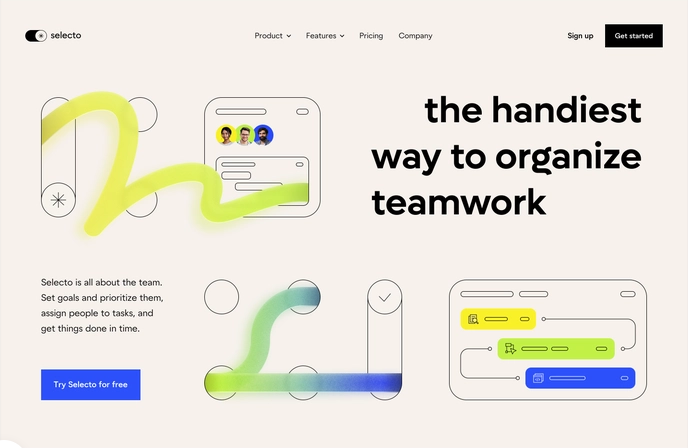 selecto
Product
Features
Pricing
Company
Sign up
Get started
the handiest
way to organize
teamwork
Selecto is all about the team.
Set goals and prioritize them,
assign people to tasks, and
get things done in time.
Try Selecto for free